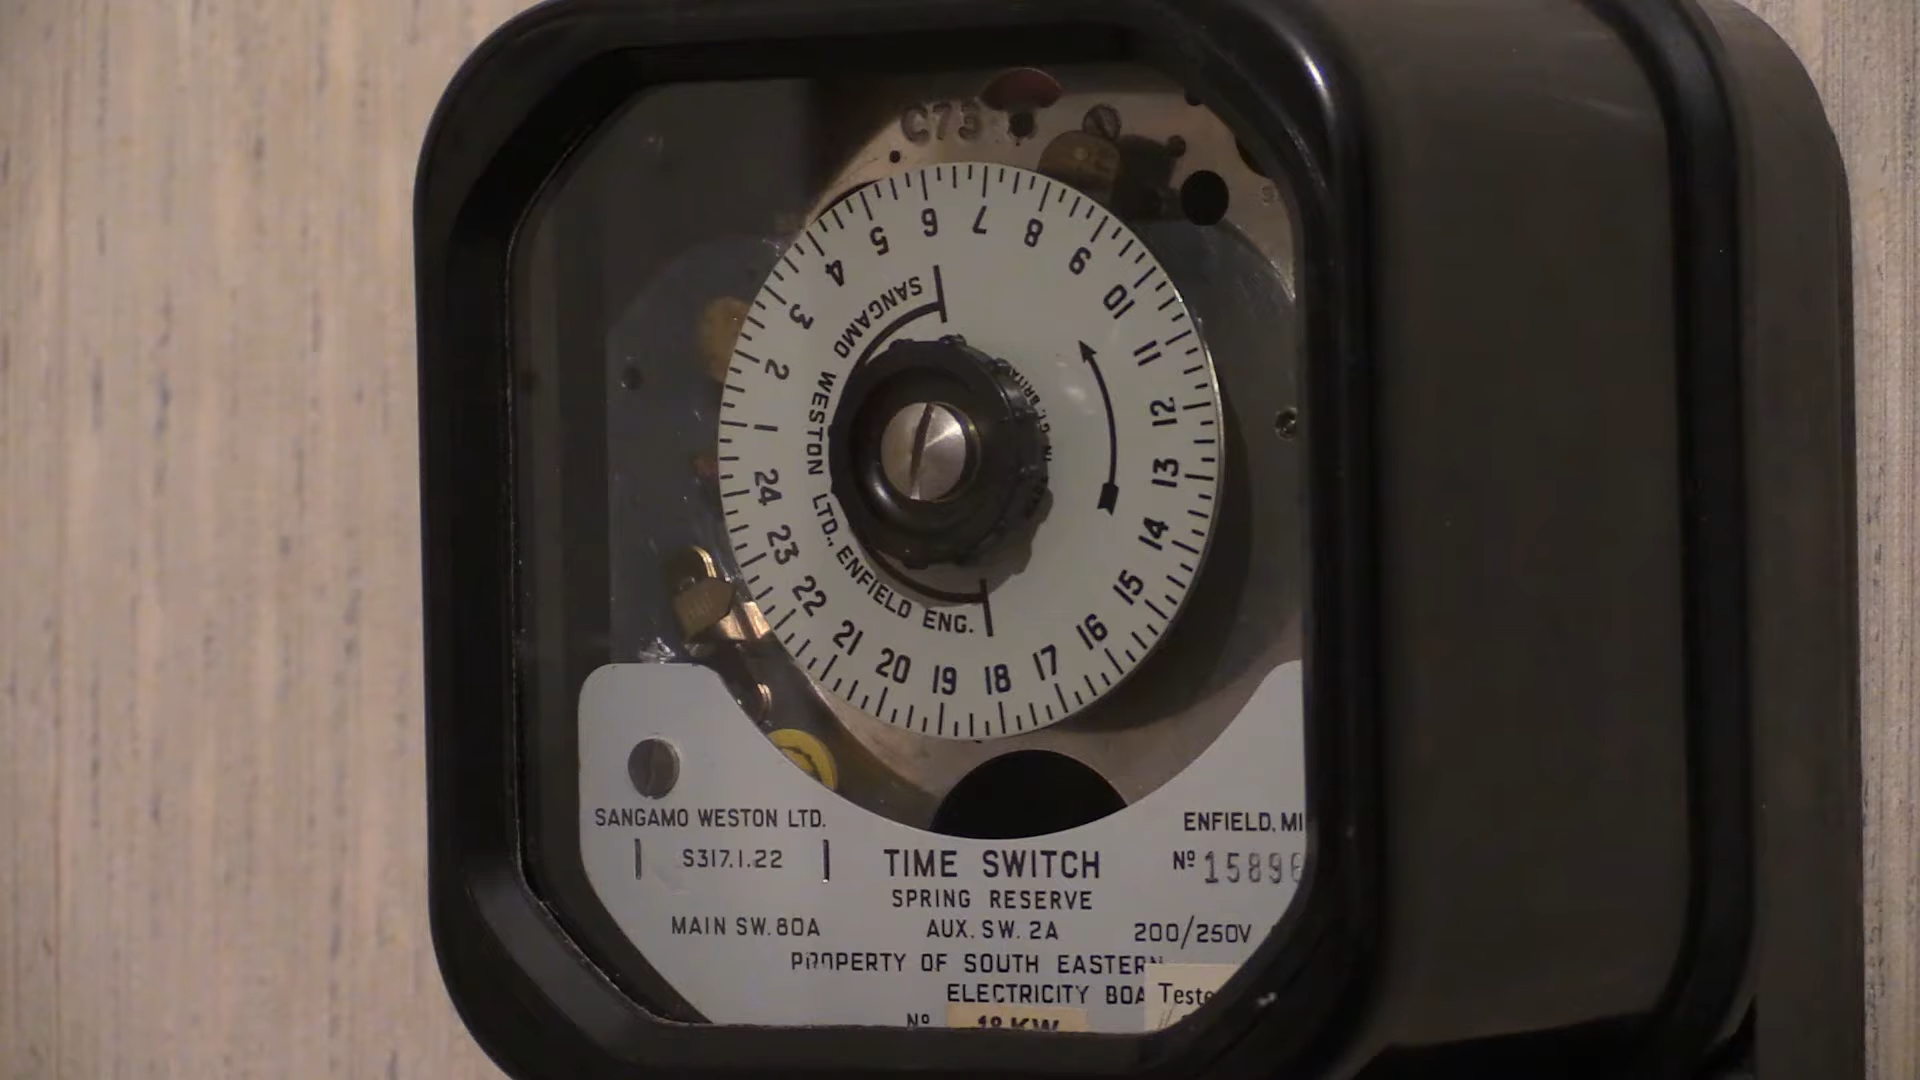 C73
1 2 3 4 5 6 7 8 9 10 11 12 13 14 15 16 17 18 19 20 21 22 23 24
SANGAMO WESTON LTD., ENFIELD ENG.
SANGAMO WESTON LTD.
ENFIELD, MI
S317.1.22
TIME SWITCH
Nº 15896
SPRING RESERVE
MAIN SW. 80A
AUX. SW. 2A
200/250V
PROPERTY OF SOUTH EASTERN
ELECTRICITY BOA
Teste
Nº 18 KW